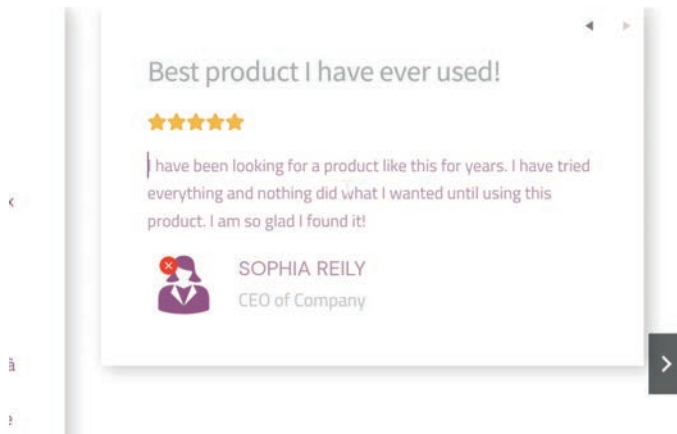 Best product I have ever used!
I have been looking for a product like this for years. I have tried
everything and nothing did what I wanted until using this
product. I am so glad I found it!
SOPHIA REILY
CEO of Company
à
e